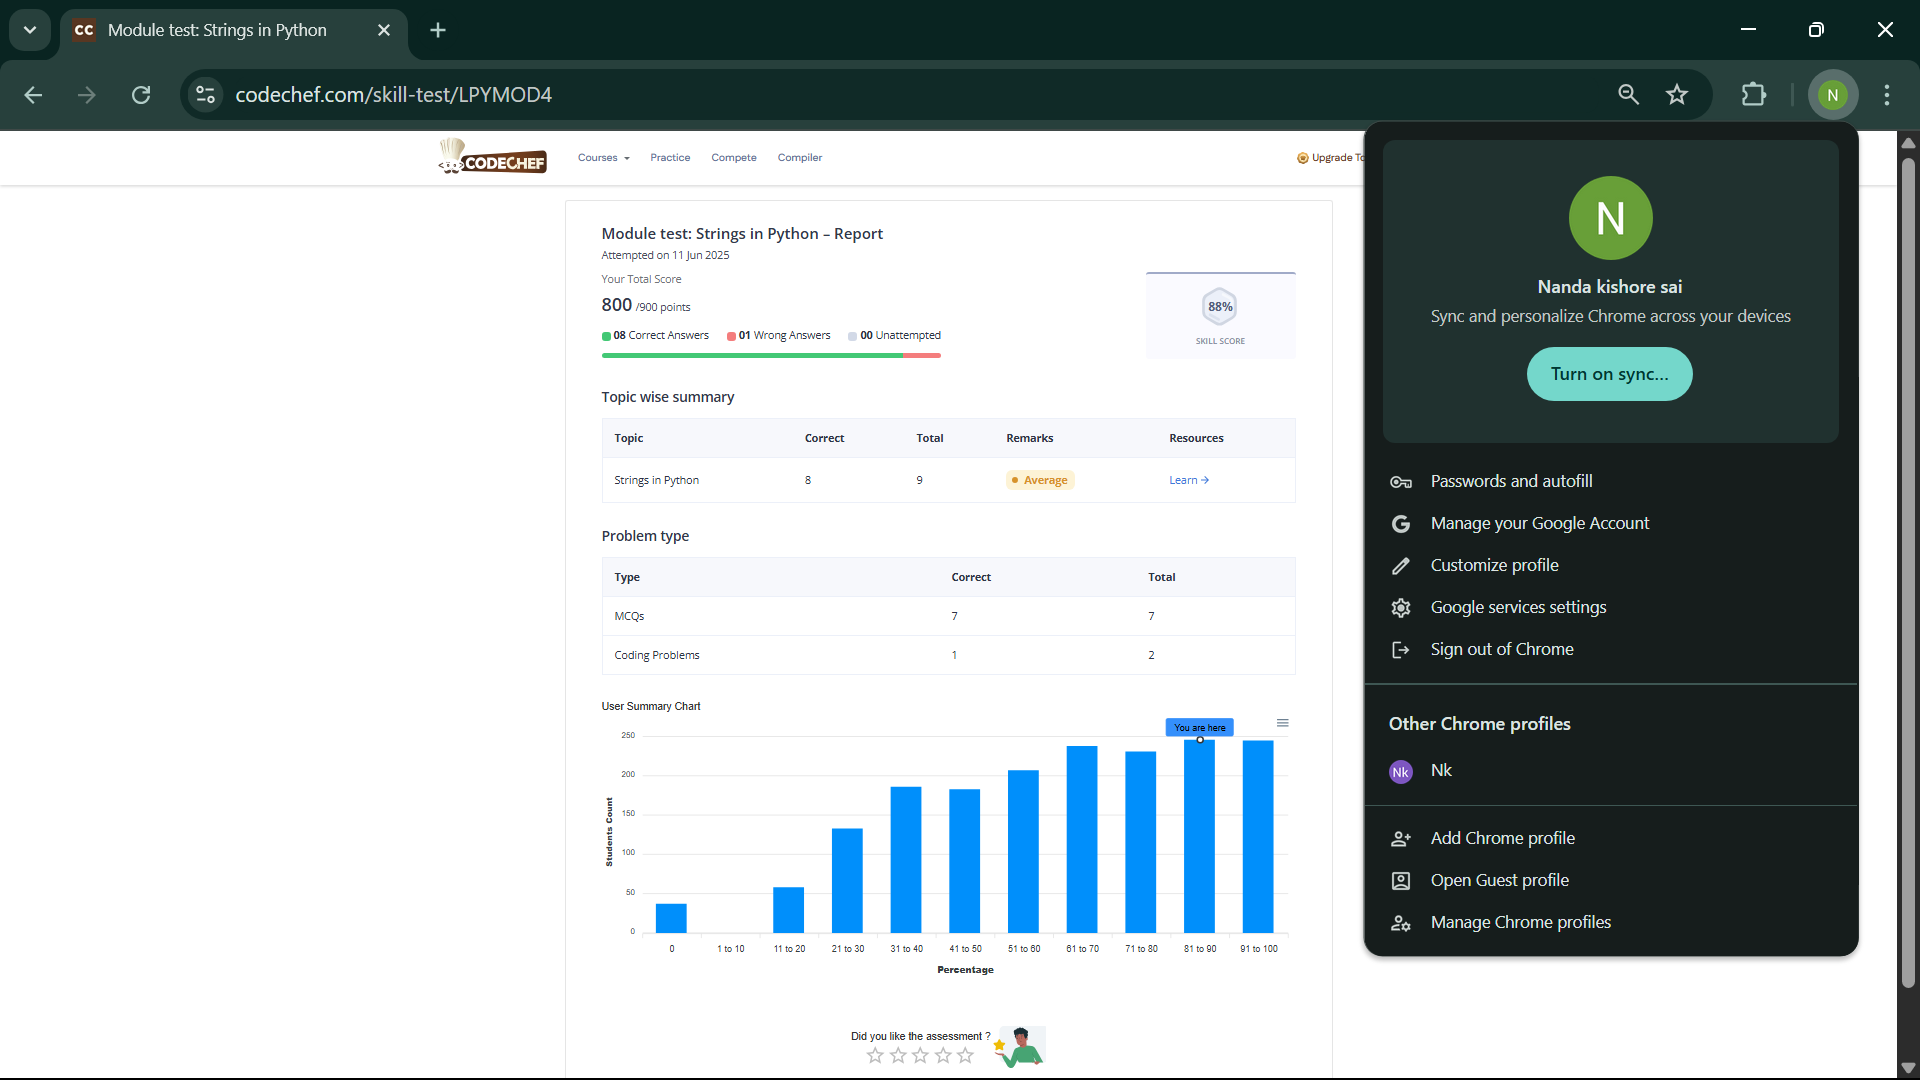 CC Module test: Strings in Python
codechef.com/skill-test/LPYMOD4
N
CODECHEF
Courses
Practice
Compete
Compiler
Upgrade To
Module test: Strings in Python – Report
Attempted on 11 Jun 2025
Your Total Score
800 /900 points
08 Correct Answers 01 Wrong Answers 00 Unattempted
88%
SKILL SCORE
Topic wise summary
Topic Correct Total Remarks Resources
Strings in Python 8 9 Average Learn →
Problem type
Type Correct Total
MCQs 7 7
Coding Problems 1 2
User Summary Chart
You are here
250
200
150
100
50
0
Students Count
0 1 to 10 11 to 20 21 to 30 31 to 40 41 to 50 51 to 60 61 to 70 71 to 80 81 to 90 91 to 100
Percentage
Did you like the assessment ?
N
Nanda kishore sai
Sync and personalize Chrome across your devices
Turn on sync...
Passwords and autofill
G Manage your Google Account
Customize profile
Google services settings
Sign out of Chrome
Other Chrome profiles
Nk Nk
Add Chrome profile
Open Guest profile
Manage Chrome profiles